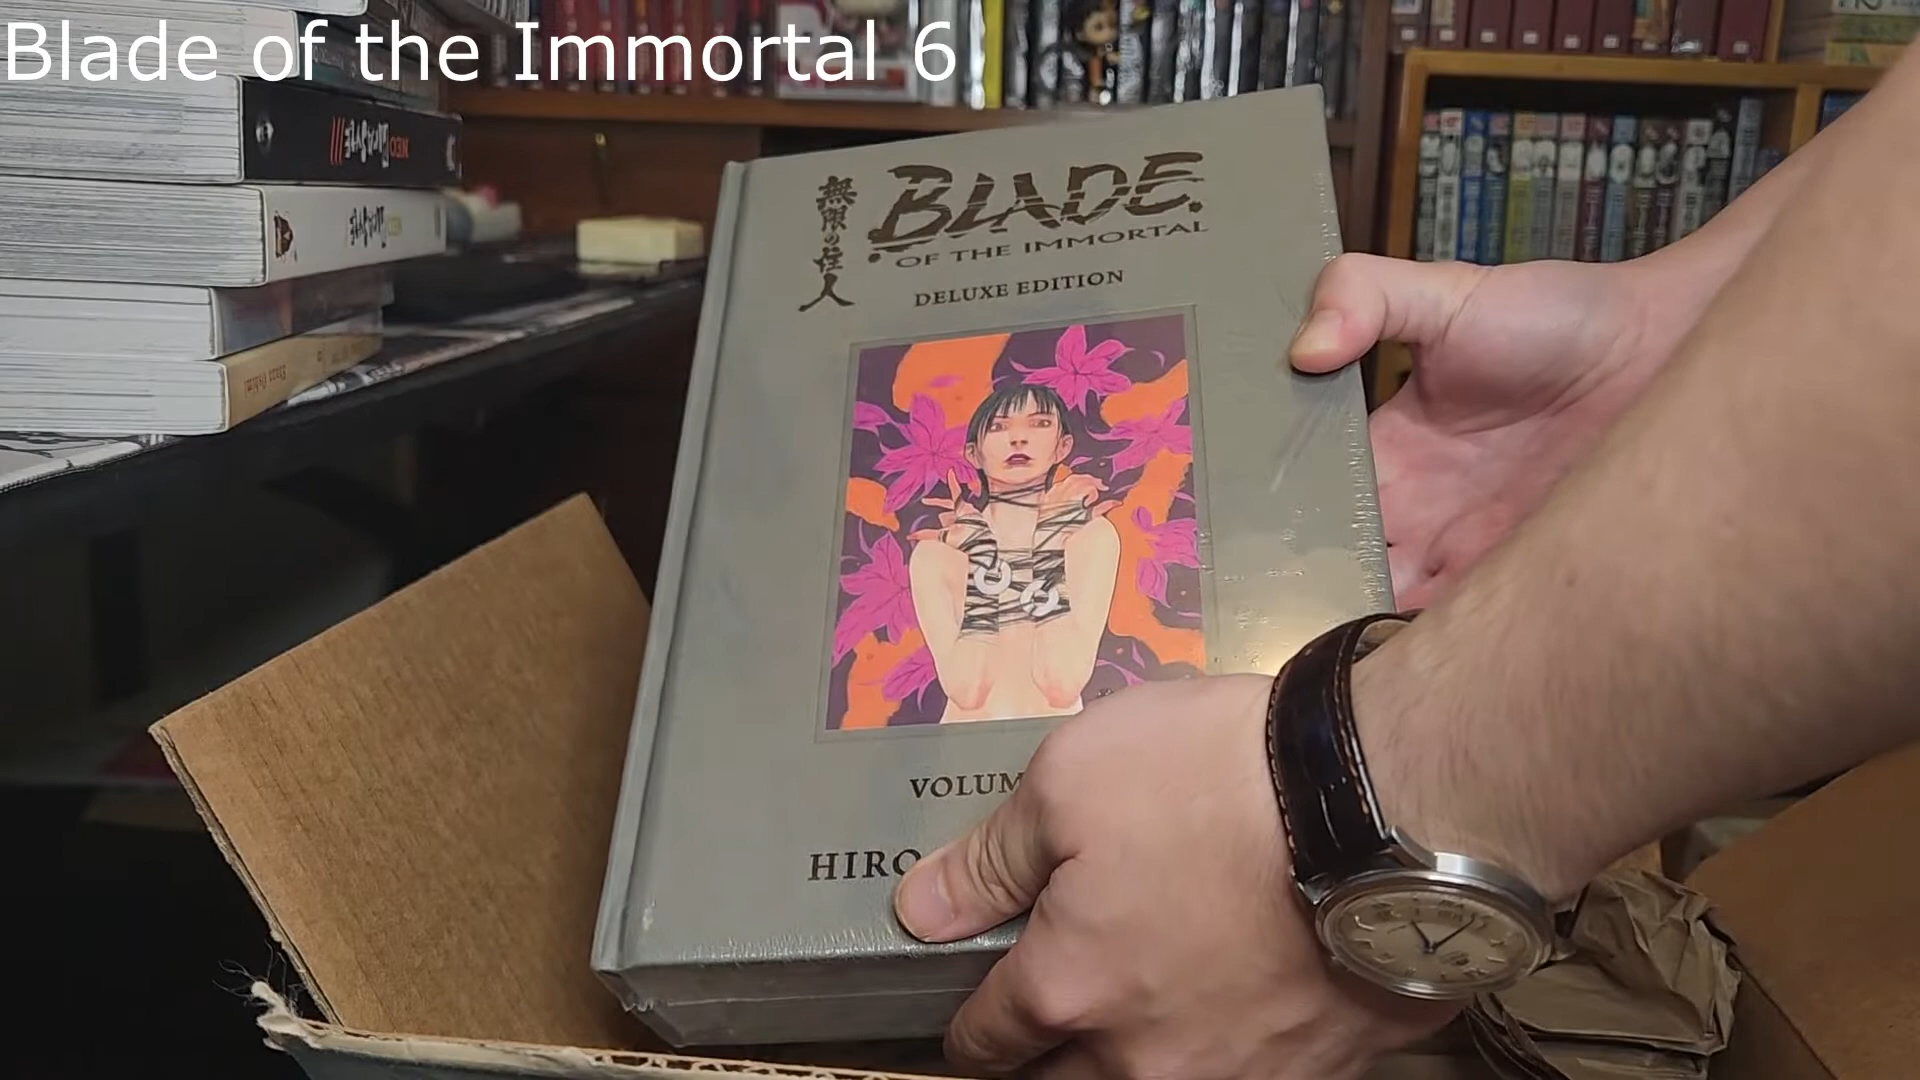 Blade of the Immortal 6
無限の住人
BLADE
OF THE IMMORTAL
DELUXE EDITION
VOLUM
HIRO